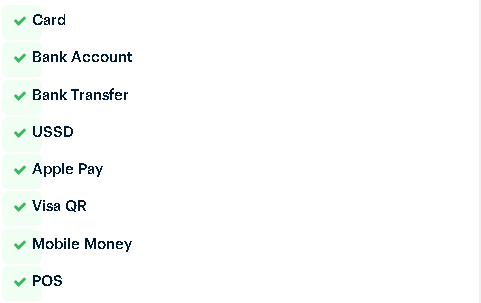 Card
Bank Account
Bank Transfer
USSD
Apple Pay
Visa QR
Mobile Money
POS